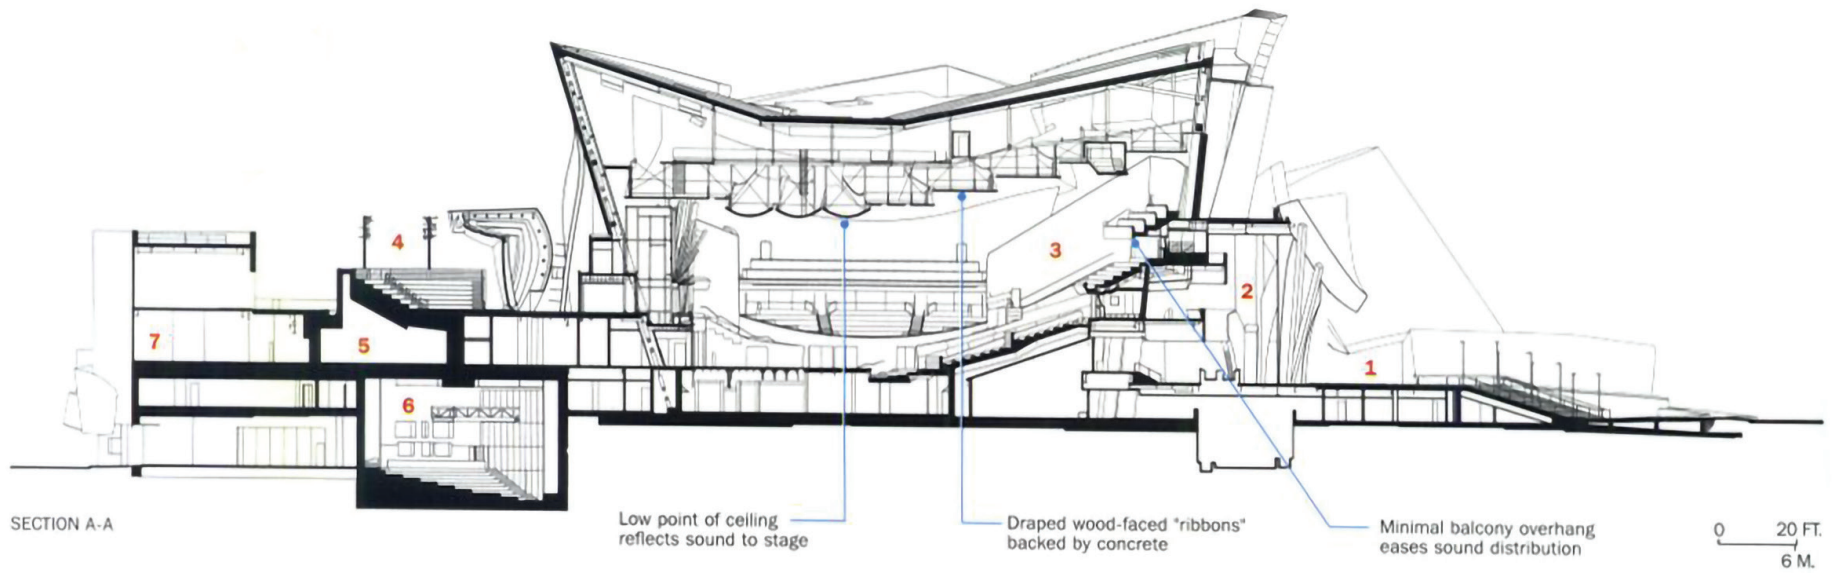 4
3
2
7
5
1
6
SECTION A-A
Low point of ceiling
reflects sound to stage
Draped wood-faced "ribbons"
backed by concrete
Minimal balcony overhang
eases sound distribution
0 20 FT.
6 M.